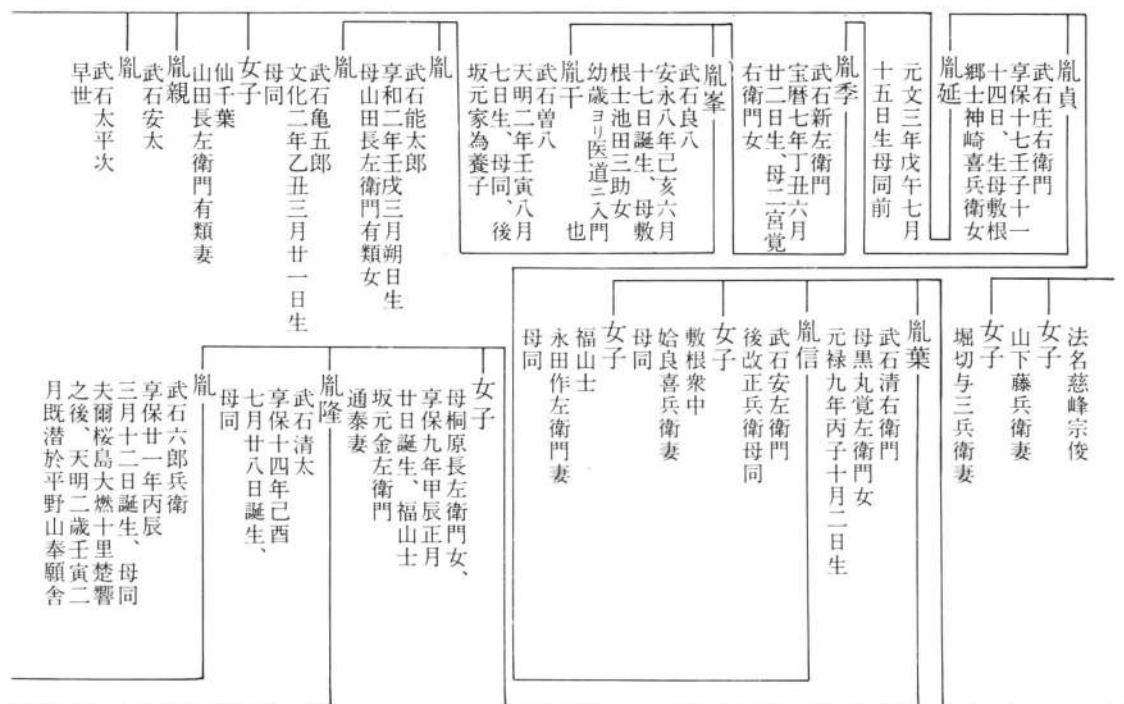 胤貞
武石庄右衛門
享保十七壬子十一
十四日、生母敷根
郷士神崎喜兵衛女
胤延
元文三年戊午七月
十五日生母同前
胤季
武石新左衛門
宝暦七年丁丑六月
廿二日生、母二宮覚
右衛門女
胤峯
武石良八
安永八年己亥六月
十七日誕生、母敷
根士池田三助女
幼歳ヨリ医道ニ入門
也
胤干
武石曽八
天明二年壬寅八月
七日生、母同、後
坂元家為養子
胤
武石能太郎
享和二年壬戌三月朔日生
母山田長左衛門有類女
胤
武石亀五郎
文化二年乙丑三月廿一日生
母同
女子
仙千葉
山田長左衛門有類妻
胤親
武石安太
胤
武石太平次
早世
法名慈峰宗俊
女子
山下藤兵衛妻
女子
堀切与三兵衛妻
胤葉
武石清右衛門
母黒丸覚左衛門女
元禄九年丙子十月二日生
胤信
武石安左衛門
後改正兵衛母同
女子
敷根衆中
姶良喜兵衛妻
母同
女子
福山士
永田作左衛門妻
母同
女子
母桐原長左衛門女、
享保九年甲辰正月
廿日誕生、福山士
坂元金左衛門
通泰妻
胤隆
武石清太
享保十四年己酉
七月廿八日誕生、
母同
胤
武石六郎兵衛
享保廿一年丙辰
三月十二日誕生、母同
夫爾桜島大燃十里楚響
之後、天明二歳壬寅二
月既潜於平野山奉願舎